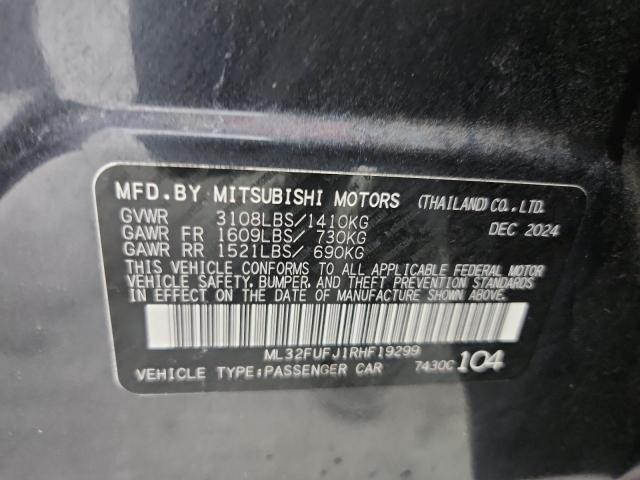 MFD.BY MITSUBISHI MOTORS (THAILAND)CO.,LTD.
GVWR 3108LBS/1410KG DEC 2024
GAWR FR 1609LBS/ 730KG
GAWR RR 1521LBS/ 690KG
THIS VEHICLE CONFORMS TO ALL APPLICABLE FEDERAL MOTOR
VEHICLE SAFETY, BUMPER, AND THEFT PREVENTION STANDARDS
IN EFFECT ON THE DATE OF MANUFACTURE SHOWN ABOVE.
ML32FUFJ1RHF19299
VEHICLE TYPE:PASSENGER CAR 7430C 104